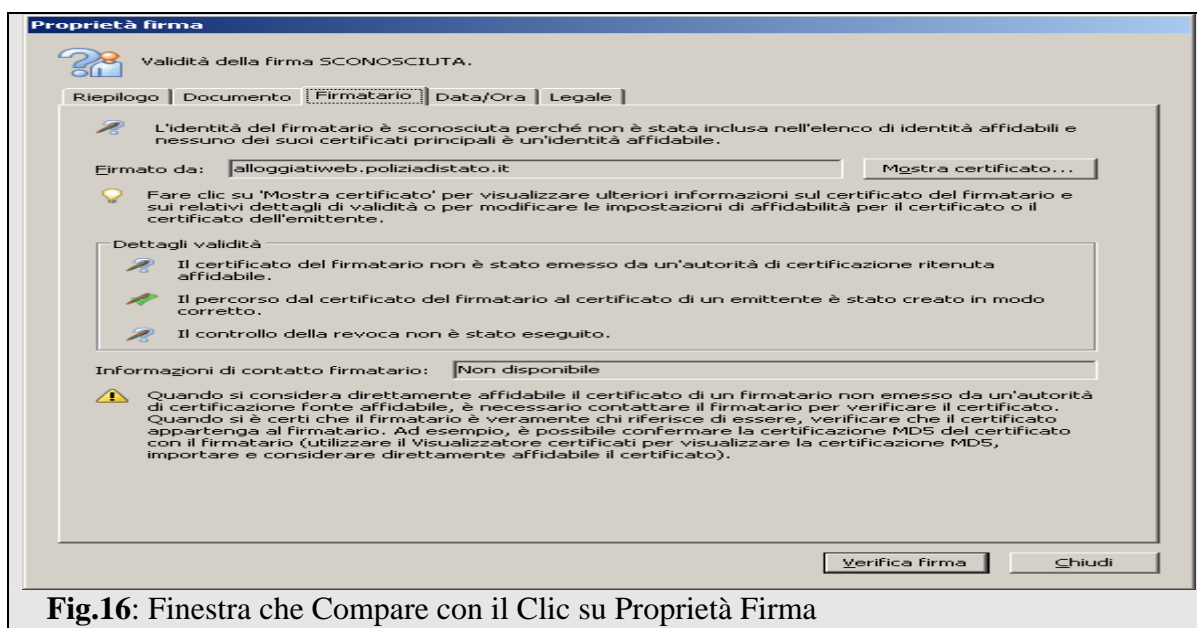 Proprietà firma
Validità della firma SCONOSCIUTA.
Riepilogo Documento Firmatario Data/Ora Legale
L'identità del firmatario è sconosciuta perché non è stata inclusa nell'elenco di identità affidabili e
nessuno dei suoi certificati principali è un'identità affidabile.
Firmato da: alloggiatiweb.poliziadistato.it Mostra certificato...
Fare clic su 'Mostra certificato' per visualizzare ulteriori informazioni sul certificato del firmatario e
sui relativi dettagli di validità o per modificare le impostazioni di affidabilità per il certificato o il
certificato dell'emittente.
Dettagli validità
Il certificato del firmatario non è stato emesso da un'autorità di certificazione ritenuta
affidabile.
Il percorso dal certificato del firmatario al certificato di un emittente è stato creato in modo
corretto.
Il controllo della revoca non è stato eseguito.
Informazioni di contatto firmatario: Non disponibile
Quando si considera direttamente affidabile il certificato di un firmatario non emesso da un'autorità
di certificazione fonte affidabile, è necessario contattare il firmatario per verificare il certificato.
Quando si è certi che il firmatario è veramente chi riferisce di essere, verificare che il certificato
appartenga al firmatario. Ad esempio, è possibile confermare la certificazione MD5 del certificato
con il firmatario (utilizzare il Visualizzatore certificati per visualizzare la certificazione MD5,
importare e considerare direttamente affidabile il certificato).
Verifica firma Chiudi
Fig.16: Finestra che Compare con il Clic su Proprietà Firma